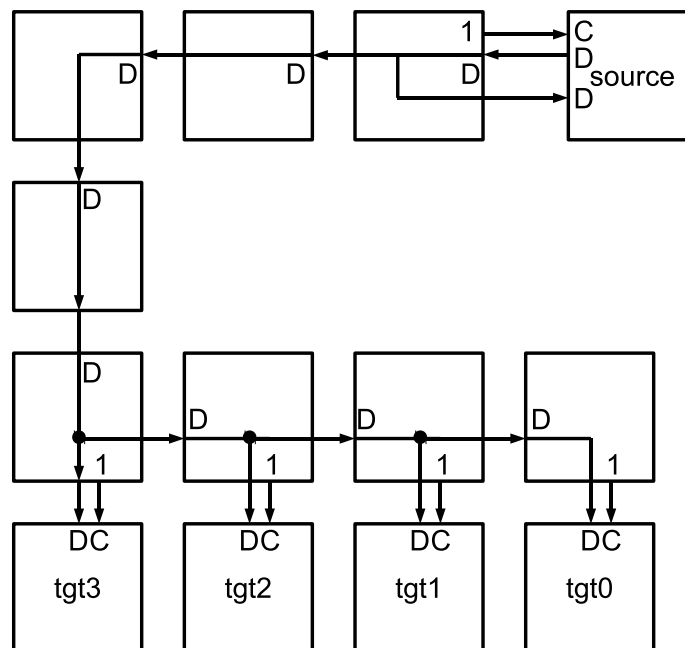 1 C
D D D D
source
D
D
D
D D D
1 1 1 1
DC DC DC DC
tgt3 tgt2 tgt1 tgt0